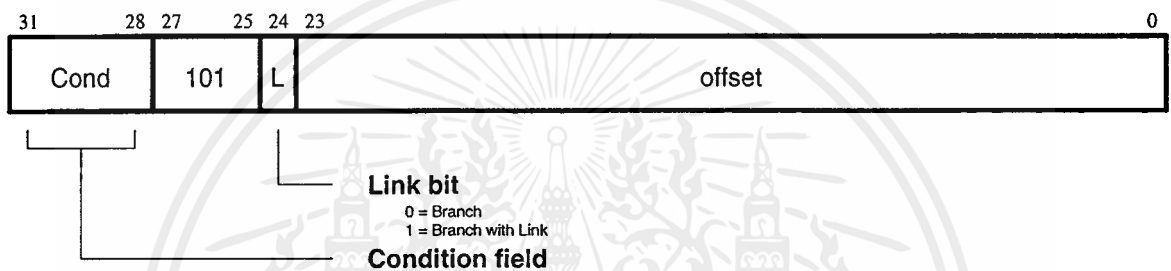 31 28 27 25 24 23 0
Cond 101 L offset
Link bit
0 = Branch
1 = Branch with Link
Condition field